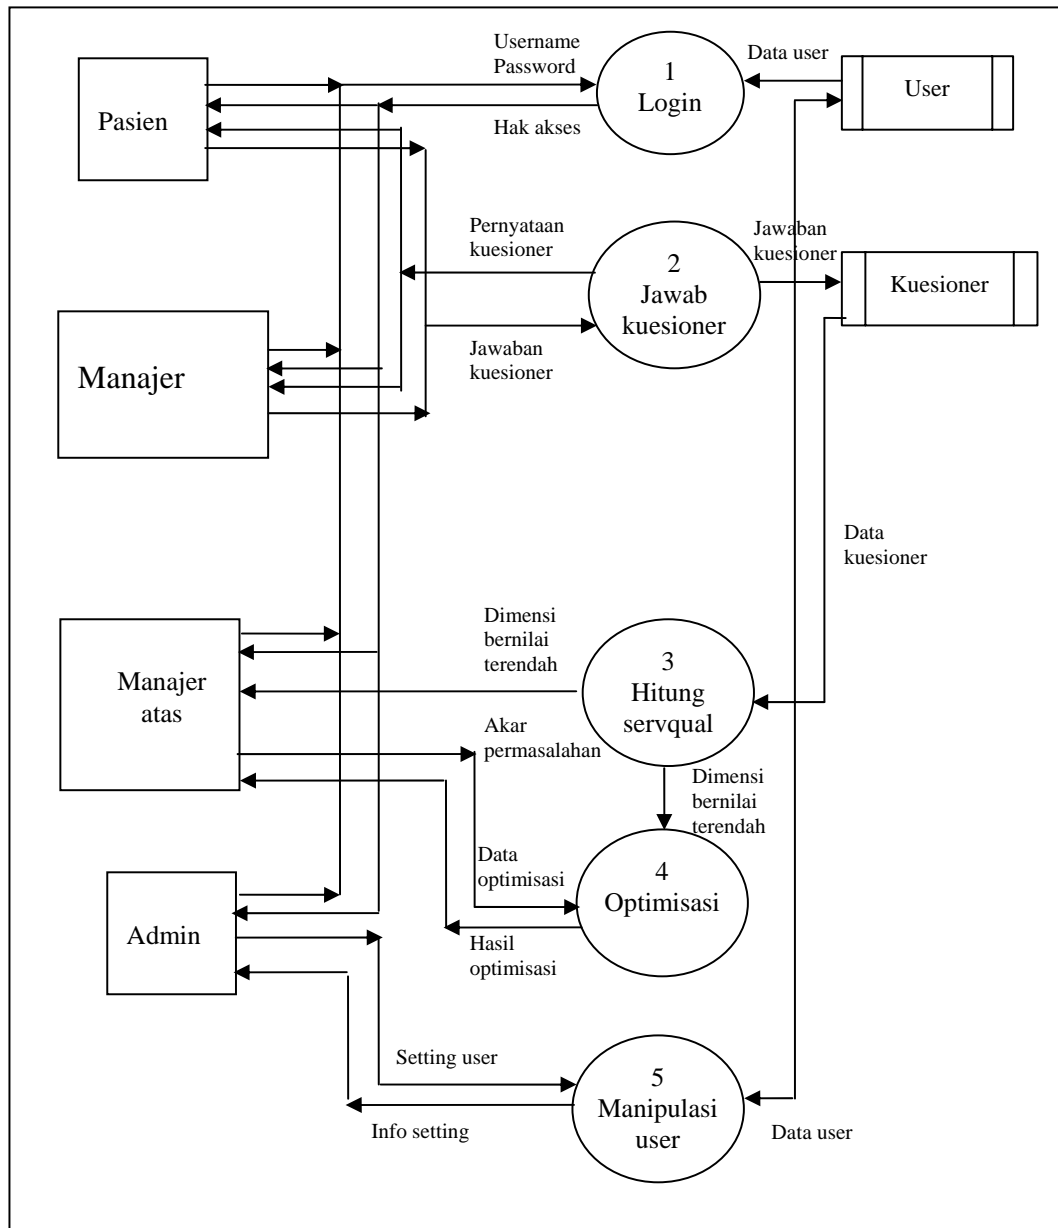 Username
Password
Data user
1
Login
User
Pasien
Hak akses
Pernyataan
kuesioner
Jawaban
kuesioner
2
Jawab
kuesioner
Kuesioner
Manajer
Jawaban
kuesioner
Data
kuesioner
Dimensi
bernilai
terendah
3
Hitung
servqual
Manajer
atas
Akar
permasalahan
Dimensi
bernilai
terendah
Data
optimisasi
4
Optimisasi
Admin
Hasil
optimisasi
Setting user
5
Manipulasi
user
Info setting
Data user